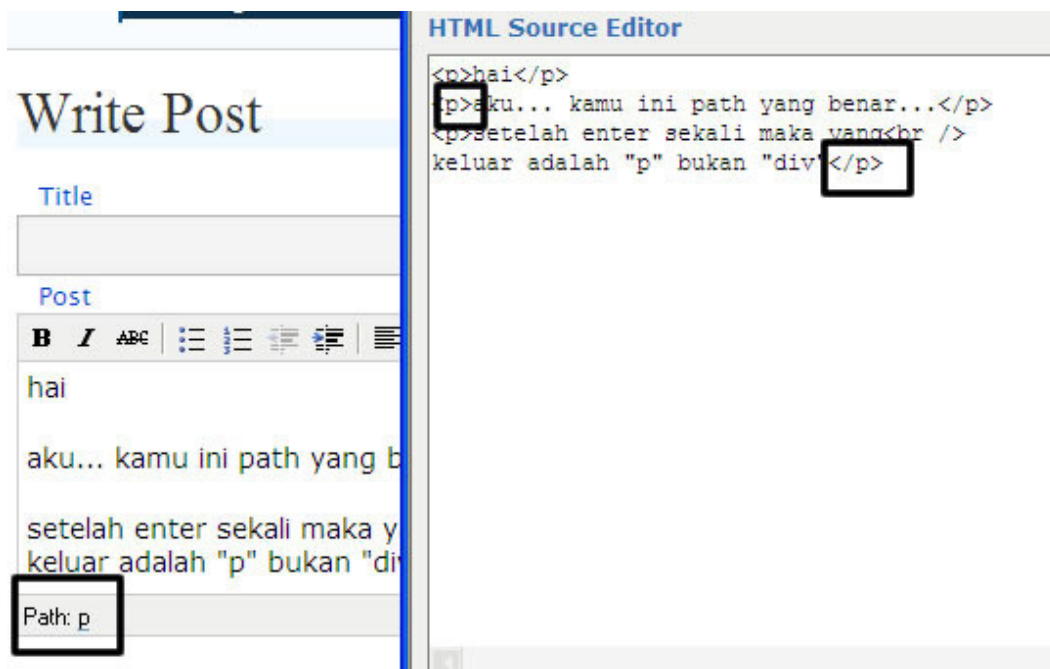 Write Post
Title
Post
B I ABC
hai
aku... kamu ini path yang b
setelah enter sekali maka y
keluar adalah "p" bukan "di
Path: p
HTML Source Editor
<p>hai</p>
<p>aku... kamu ini path yang benar...</p>
<p>setelah enter sekali maka yang<br />
keluar adalah "p" bukan "div"</p>